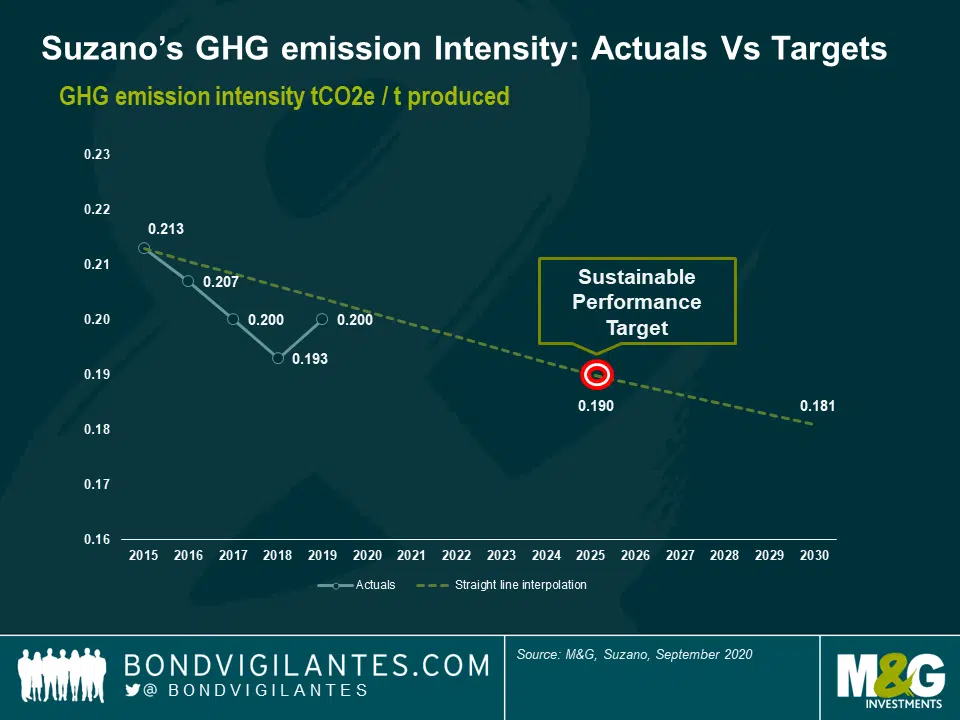 Suzano's GHG emission Intensity: Actuals Vs Targets
GHG emission intensity tCO2e / t produced
0.23
0.22
0.21
0.20
0.19
0.18
0.17
0.16
0.213
0.207
0.200
0.193
0.200
Sustainable
Performance
Target
0.190
0.181
2015 2016 2017 2018 2019 2020 2021 2022 2023 2024 2025 2026 2027 2028 2029 2030
Actuals Straight line interpolation
BONDVIGILANTES.COM
@BONDVIGILANTES
Source: M&G, Suzano, September 2020
M&G
INVESTMENTS